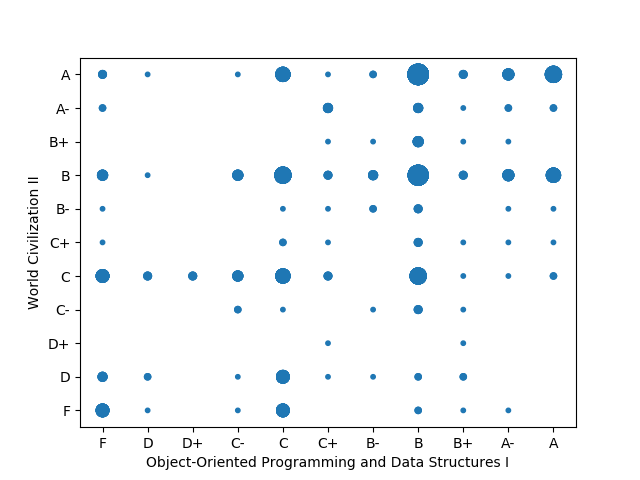 A
A-
B+
B
B-
C+
C
C-
D+
D
F
World Civilization II
F D D+ C- C C+ B- B B+ A- A
Object-Oriented Programming and Data Structures I